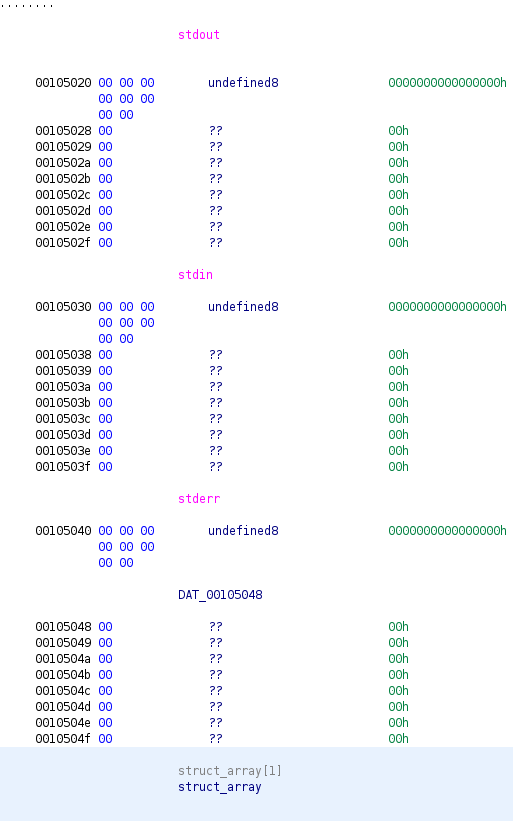 ........
stdout
00105020 00 00 00 undefined8 0000000000000000h
00 00 00
00 00
00105028 00 ?? 00h
00105029 00 ?? 00h
0010502a 00 ?? 00h
0010502b 00 ?? 00h
0010502c 00 ?? 00h
0010502d 00 ?? 00h
0010502e 00 ?? 00h
0010502f 00 ?? 00h
stdin
00105030 00 00 00 undefined8 0000000000000000h
00 00 00
00 00
00105038 00 ?? 00h
00105039 00 ?? 00h
0010503a 00 ?? 00h
0010503b 00 ?? 00h
0010503c 00 ?? 00h
0010503d 00 ?? 00h
0010503e 00 ?? 00h
0010503f 00 ?? 00h
stderr
00105040 00 00 00 undefined8 0000000000000000h
00 00 00
00 00
DAT_00105048
00105048 00 ?? 00h
00105049 00 ?? 00h
0010504a 00 ?? 00h
0010504b 00 ?? 00h
0010504c 00 ?? 00h
0010504d 00 ?? 00h
0010504e 00 ?? 00h
0010504f 00 ?? 00h
struct_array[1]
struct_array